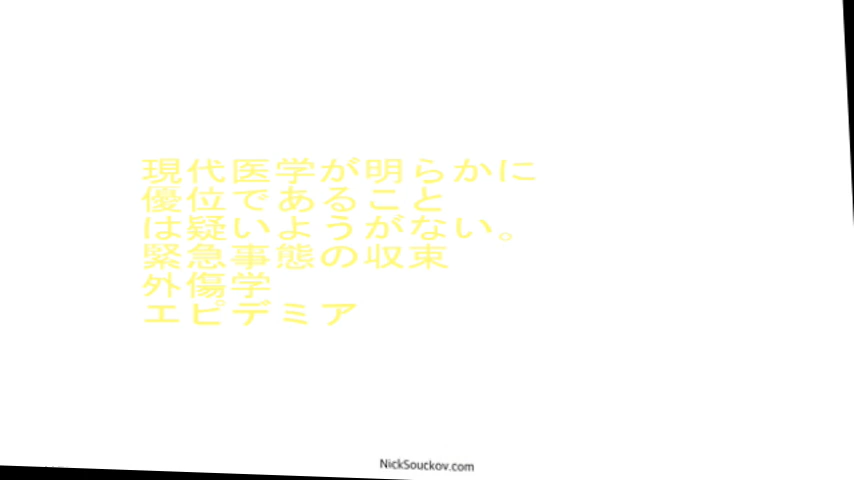 現代医学が明らかに
優位であること
は疑いようがない。
緊急事態の収束
外傷学
エピデミア
NickSouckov.com